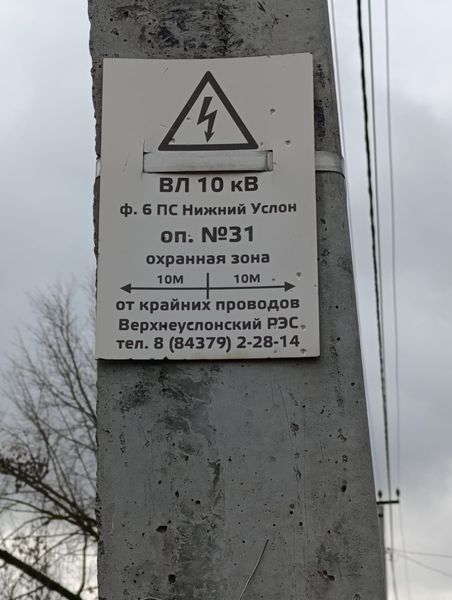 ВЛ 10 кВ
ф. 6 ПС Нижний Услон
оп. №31
охранная зона
10М 10М
от крайних проводов
Верхнеуслонский РЭС
тел. 8 (84379) 2-28-14